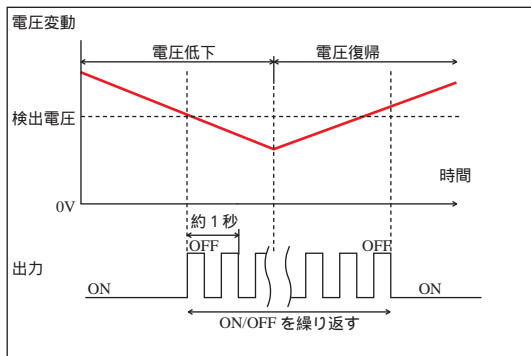 電圧変動
電圧低下
電圧復帰
検出電圧
時間
0V
約1秒
OFF
OFF
出力
ON
ON
ON/OFF を繰り返す